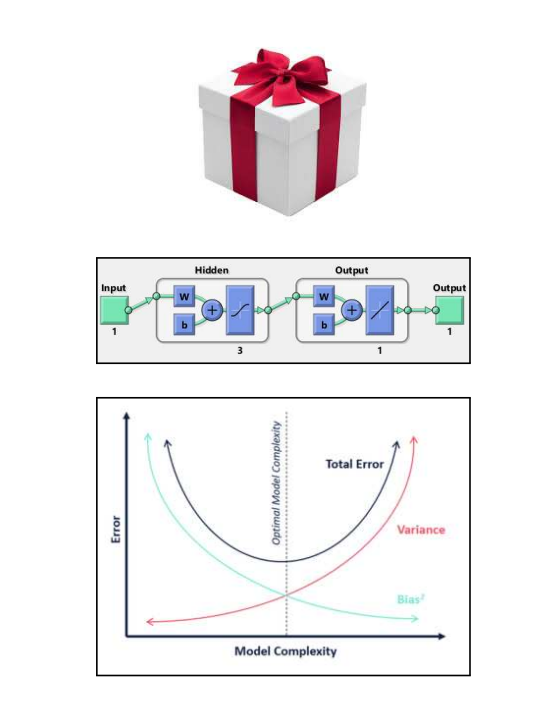 Hidden
Output
Input
Output
W
W
+
+
b
b
1
1
3
1
Optimal Model Complexity
Total Error
Error
Variance
Bias²
Model Complexity